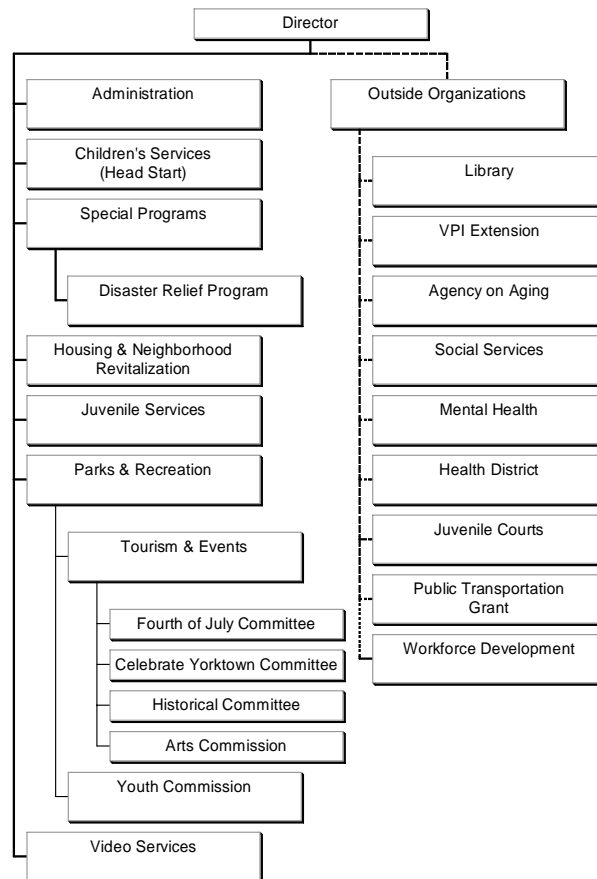 Director
Administration
Children's Services
(Head Start)
Special Programs
Disaster Relief Program
Housing & Neighborhood
Revitalization
Juvenile Services
Parks & Recreation
Tourism & Events
Fourth of July Committee
Celebrate Yorktown Committee
Historical Committee
Arts Commission
Youth Commission
Video Services
Outside Organizations
Library
VPI Extension
Agency on Aging
Social Services
Mental Health
Health District
Juvenile Courts
Public Transportation
Grant
Workforce Development